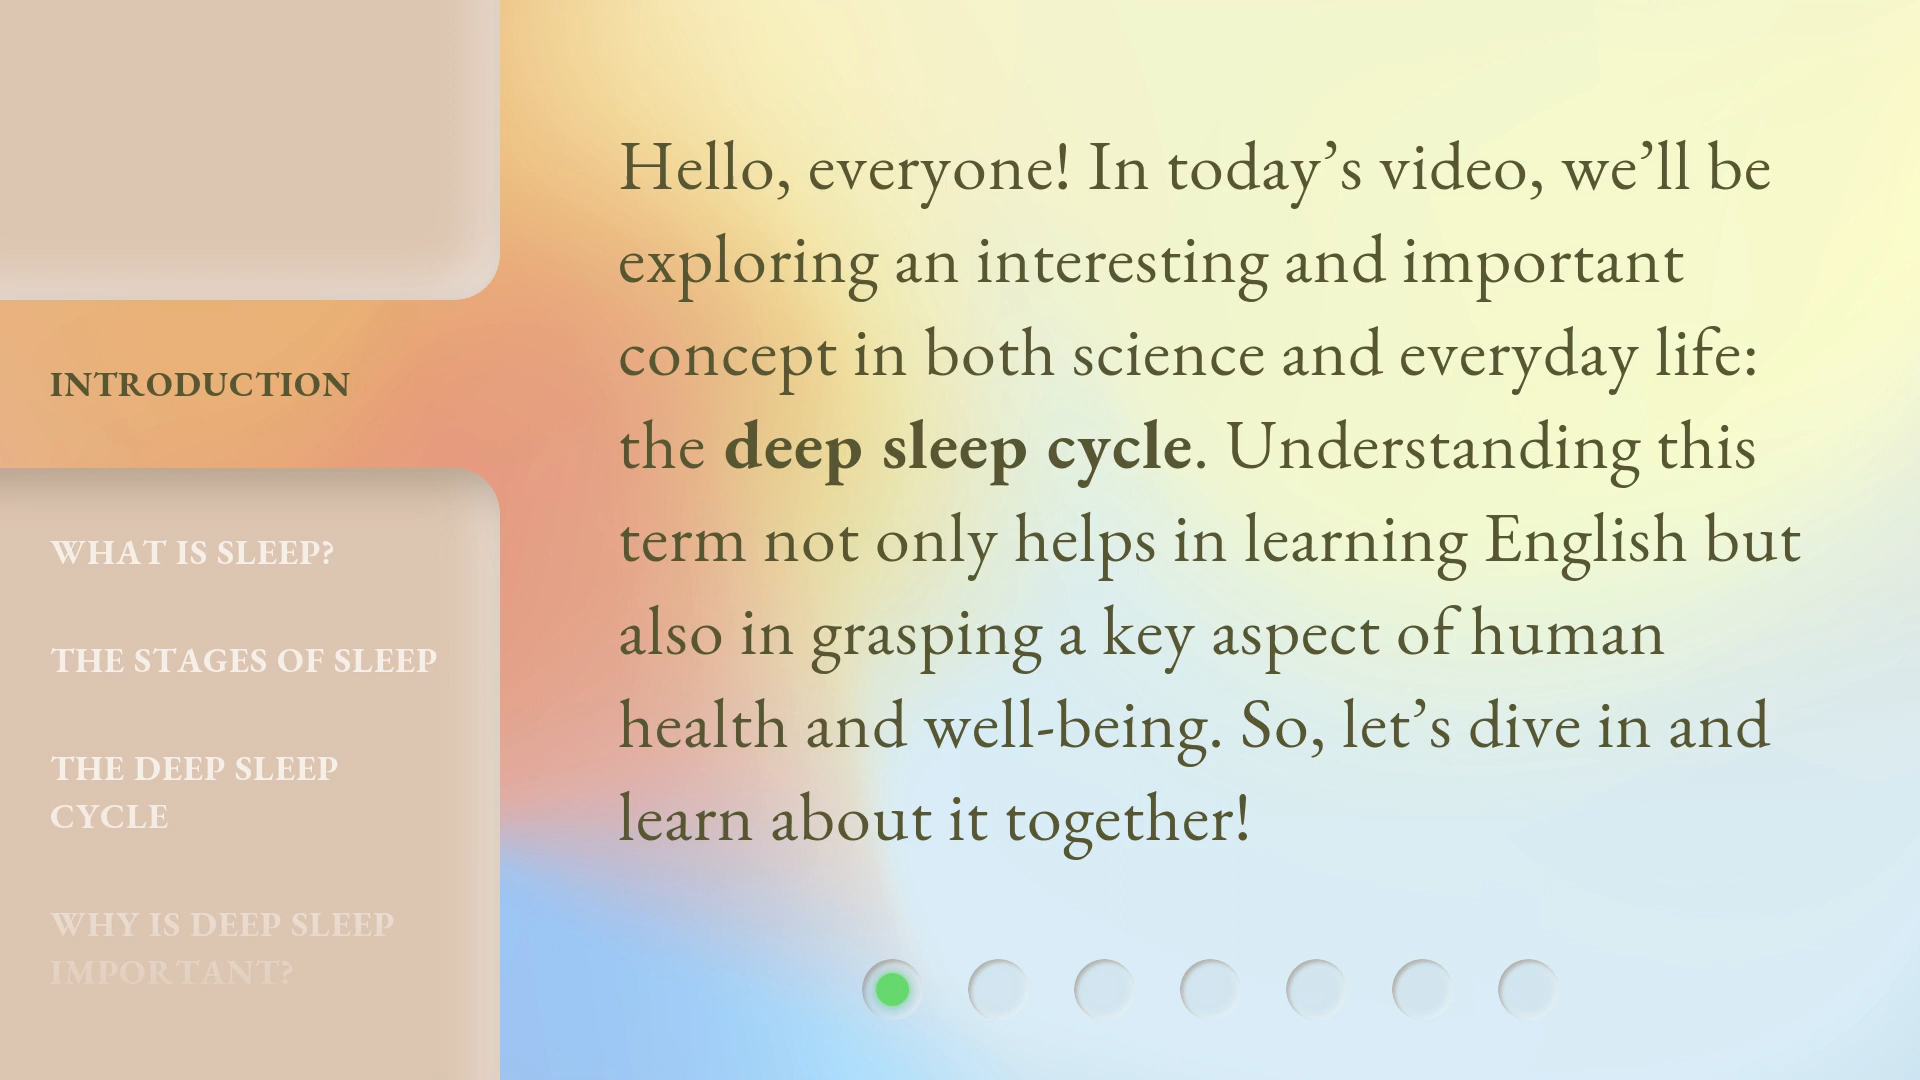 INTRODUCTION
WHAT IS SLEEP?
THE STAGES OF SLEEP
THE DEEP SLEEP
CYCLE
WHY IS DEEP SLEEP
IMPORTANT?
Hello, everyone! In today’s video, we’ll be
exploring an interesting and important
concept in both science and everyday life:
the deep sleep cycle. Understanding this
term not only helps in learning English but
also in grasping a key aspect of human
health and well-being. So, let’s dive in and
learn about it together!